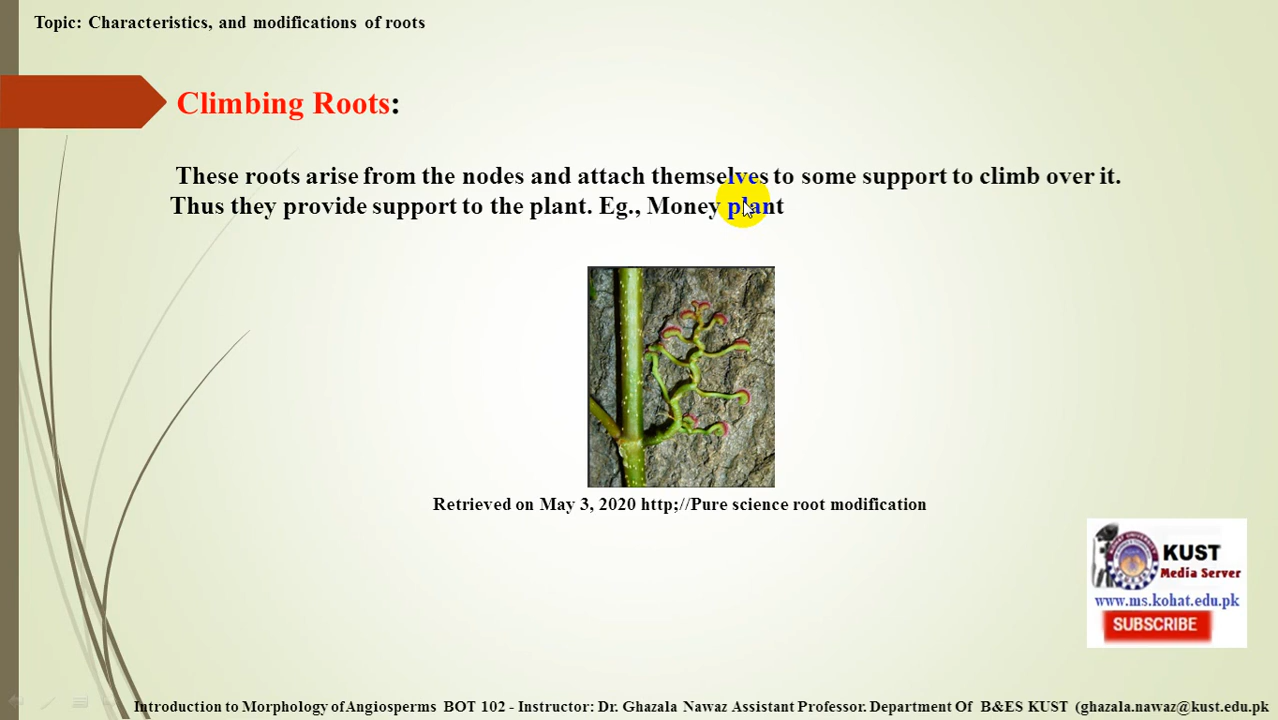 Topic: Characteristics, and modifications of roots
Climbing Roots:
These roots arise from the nodes and attach themselves to some support to climb over it.
Thus they provide support to the plant. Eg., Money plant
Retrieved on May 3, 2020 http;//Pure science root modification
KUST
Media Server
www.ms.kohat.edu.pk
SUBSCRIBE
Introduction to Morphology of Angiosperms BOT 102 - Instructor: Dr. Ghazala Nawaz Assistant Professor. Department Of B&ES KUST (ghazala.nawaz@kust.edu.pk